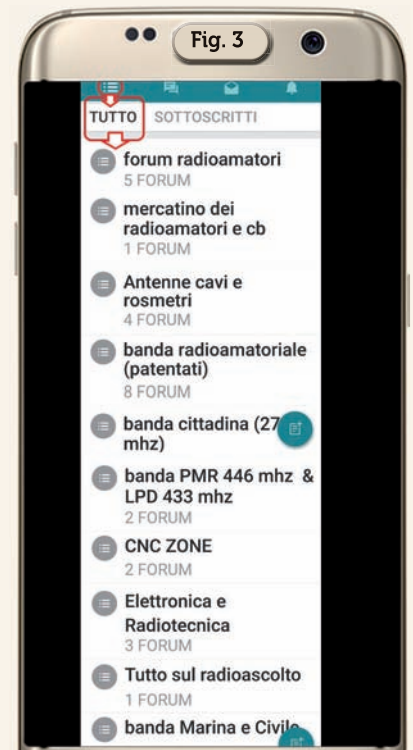 Fig. 3
TUTTO SOTTOSCRITTI
forum radioamatori
5 FORUM
mercatino dei
radioamatori e cb
1 FORUM
Antenne cavi e
rosmetri
4 FORUM
banda radioamatoriale
(patentati)
8 FORUM
banda cittadina (27
mhz)
banda PMR 446 mhz &
LPD 433 mhz
2 FORUM
CNC ZONE
2 FORUM
Elettronica e
Radiotecnica
3 FORUM
Tutto sul radioascolto
1 FORUM
banda Marina e Civile